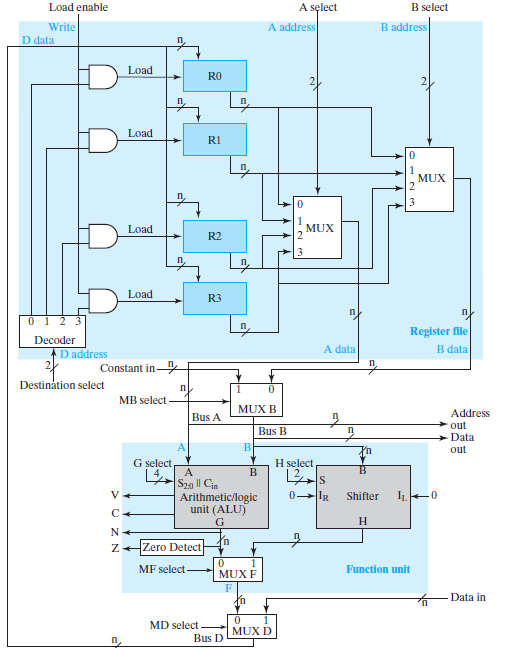 Load enable
A select
B select
Write
A address
B address
D data
n
Load
R0
2
2
n
n
Load
R1
0
1
MUX
2
3
n
n
0
1
MUX
2
3
Load
R2
n
n
Load
R3
n
n
n
0 1 2 3
Decoder
Register file
D address
A data
B data
2
Constant in
n
n
Destination select
n
1 0
MUX B
MB select
Bus A
n
Address
out
Bus B
n
Data
out
n
A
B
G select
4
A
B
H select
2
B
S2:0 || Cin
S
V
Arithmetic/logic
unit (ALU)
0
IR
Shifter
IL
0
C
G
H
N
n
n
Z
Zero Detect
0 1
MUX F
MF select
Function unit
F
n
n
Data in
0 1
MUX D
MD select
Bus D
n